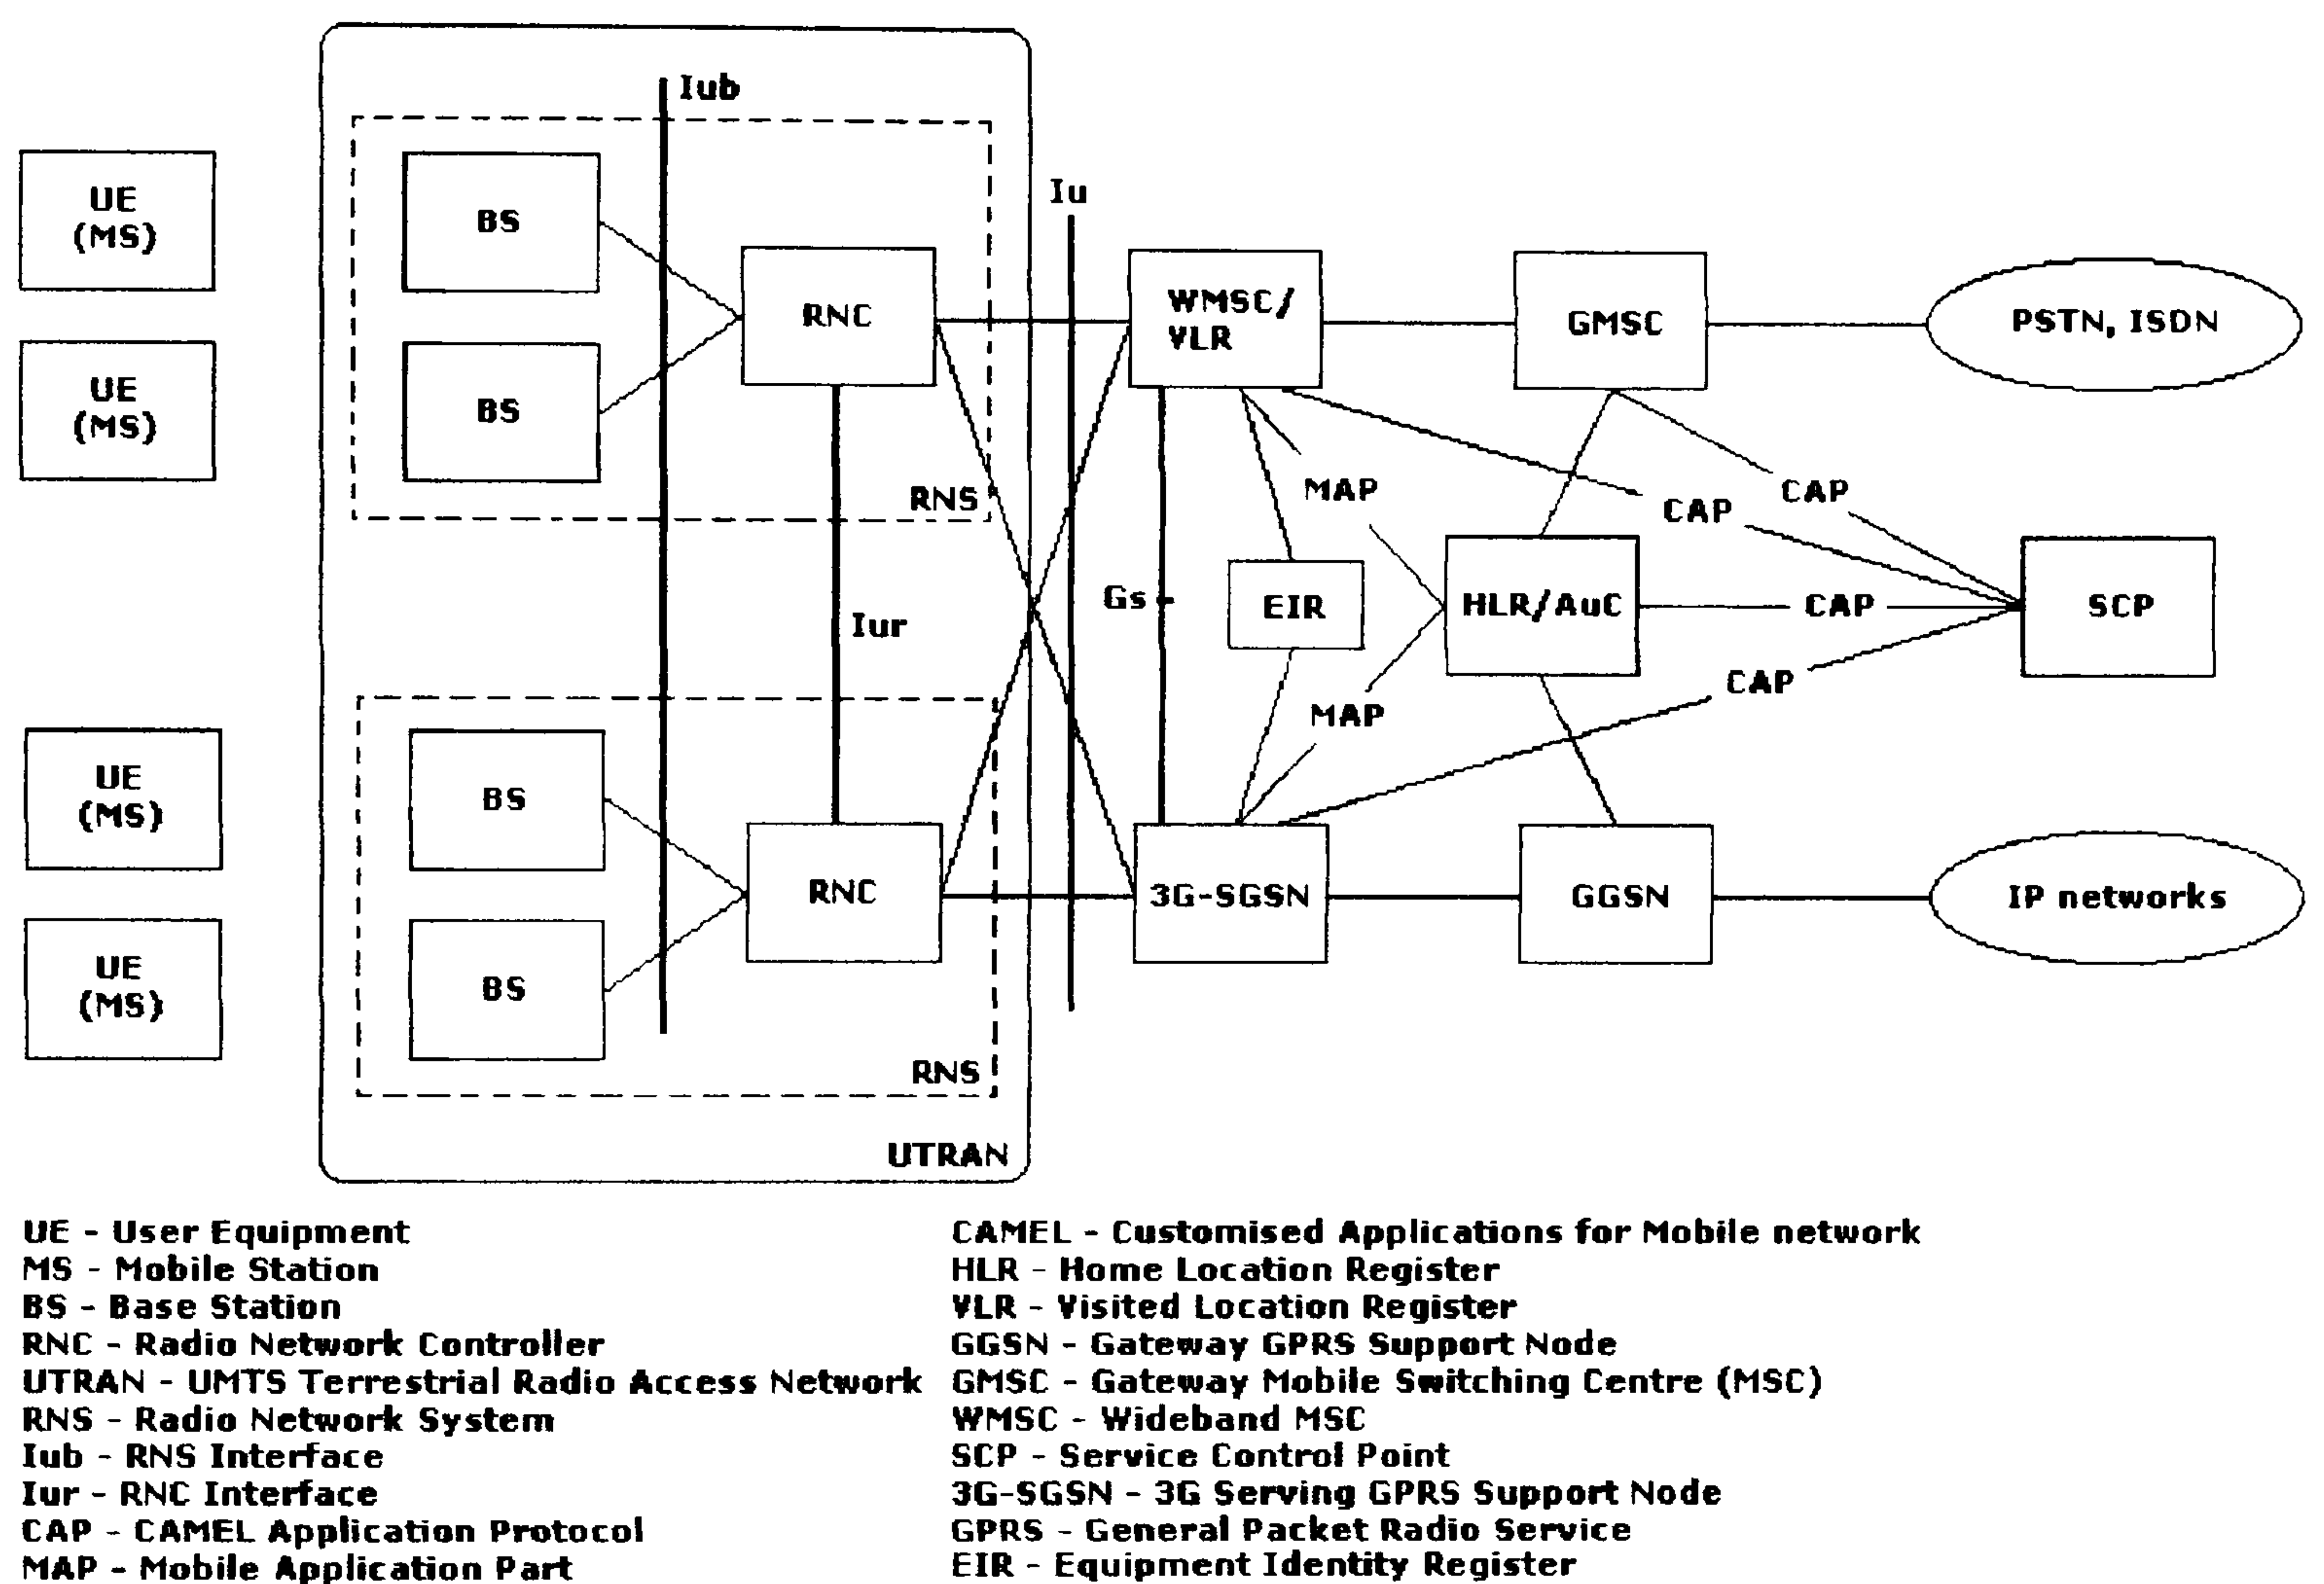 Iub
UE
(MS)
BS
Iu
RNC
WMSC/
VLR
GMSC
PSTN, ISDN
UE
(MS)
BS
RNS
MAP
CAP
CAP
Gs
EIR
HLR/AuC
CAP
SCP
Iur
CAP
MAP
UE
(MS)
BS
RNC
3G-SGSN
GGSN
IP networks
UE
(MS)
BS
RNS
UTRAN
UE - User Equipment
MS - Mobile Station
BS - Base Station
RNC - Radio Network Controller
UTRAN - UMTS Terrestrial Radio Access Network
RNS - Radio Network System
Iub - RNS Interface
Iur - RNC Interface
CAP - CAMEL Application Protocol
MAP - Mobile Application Part
CAMEL - Customised Applications for Mobile network
HLR - Home Location Register
VLR - Visited Location Register
GGSN - Gateway GPRS Support Node
GMSC - Gateway Mobile Switching Centre (MSC)
WMSC - Wideband MSC
SCP - Service Control Point
3G-SGSN - 3G Serving GPRS Support Node
GPRS - General Packet Radio Service
EIR - Equipment Identity Register